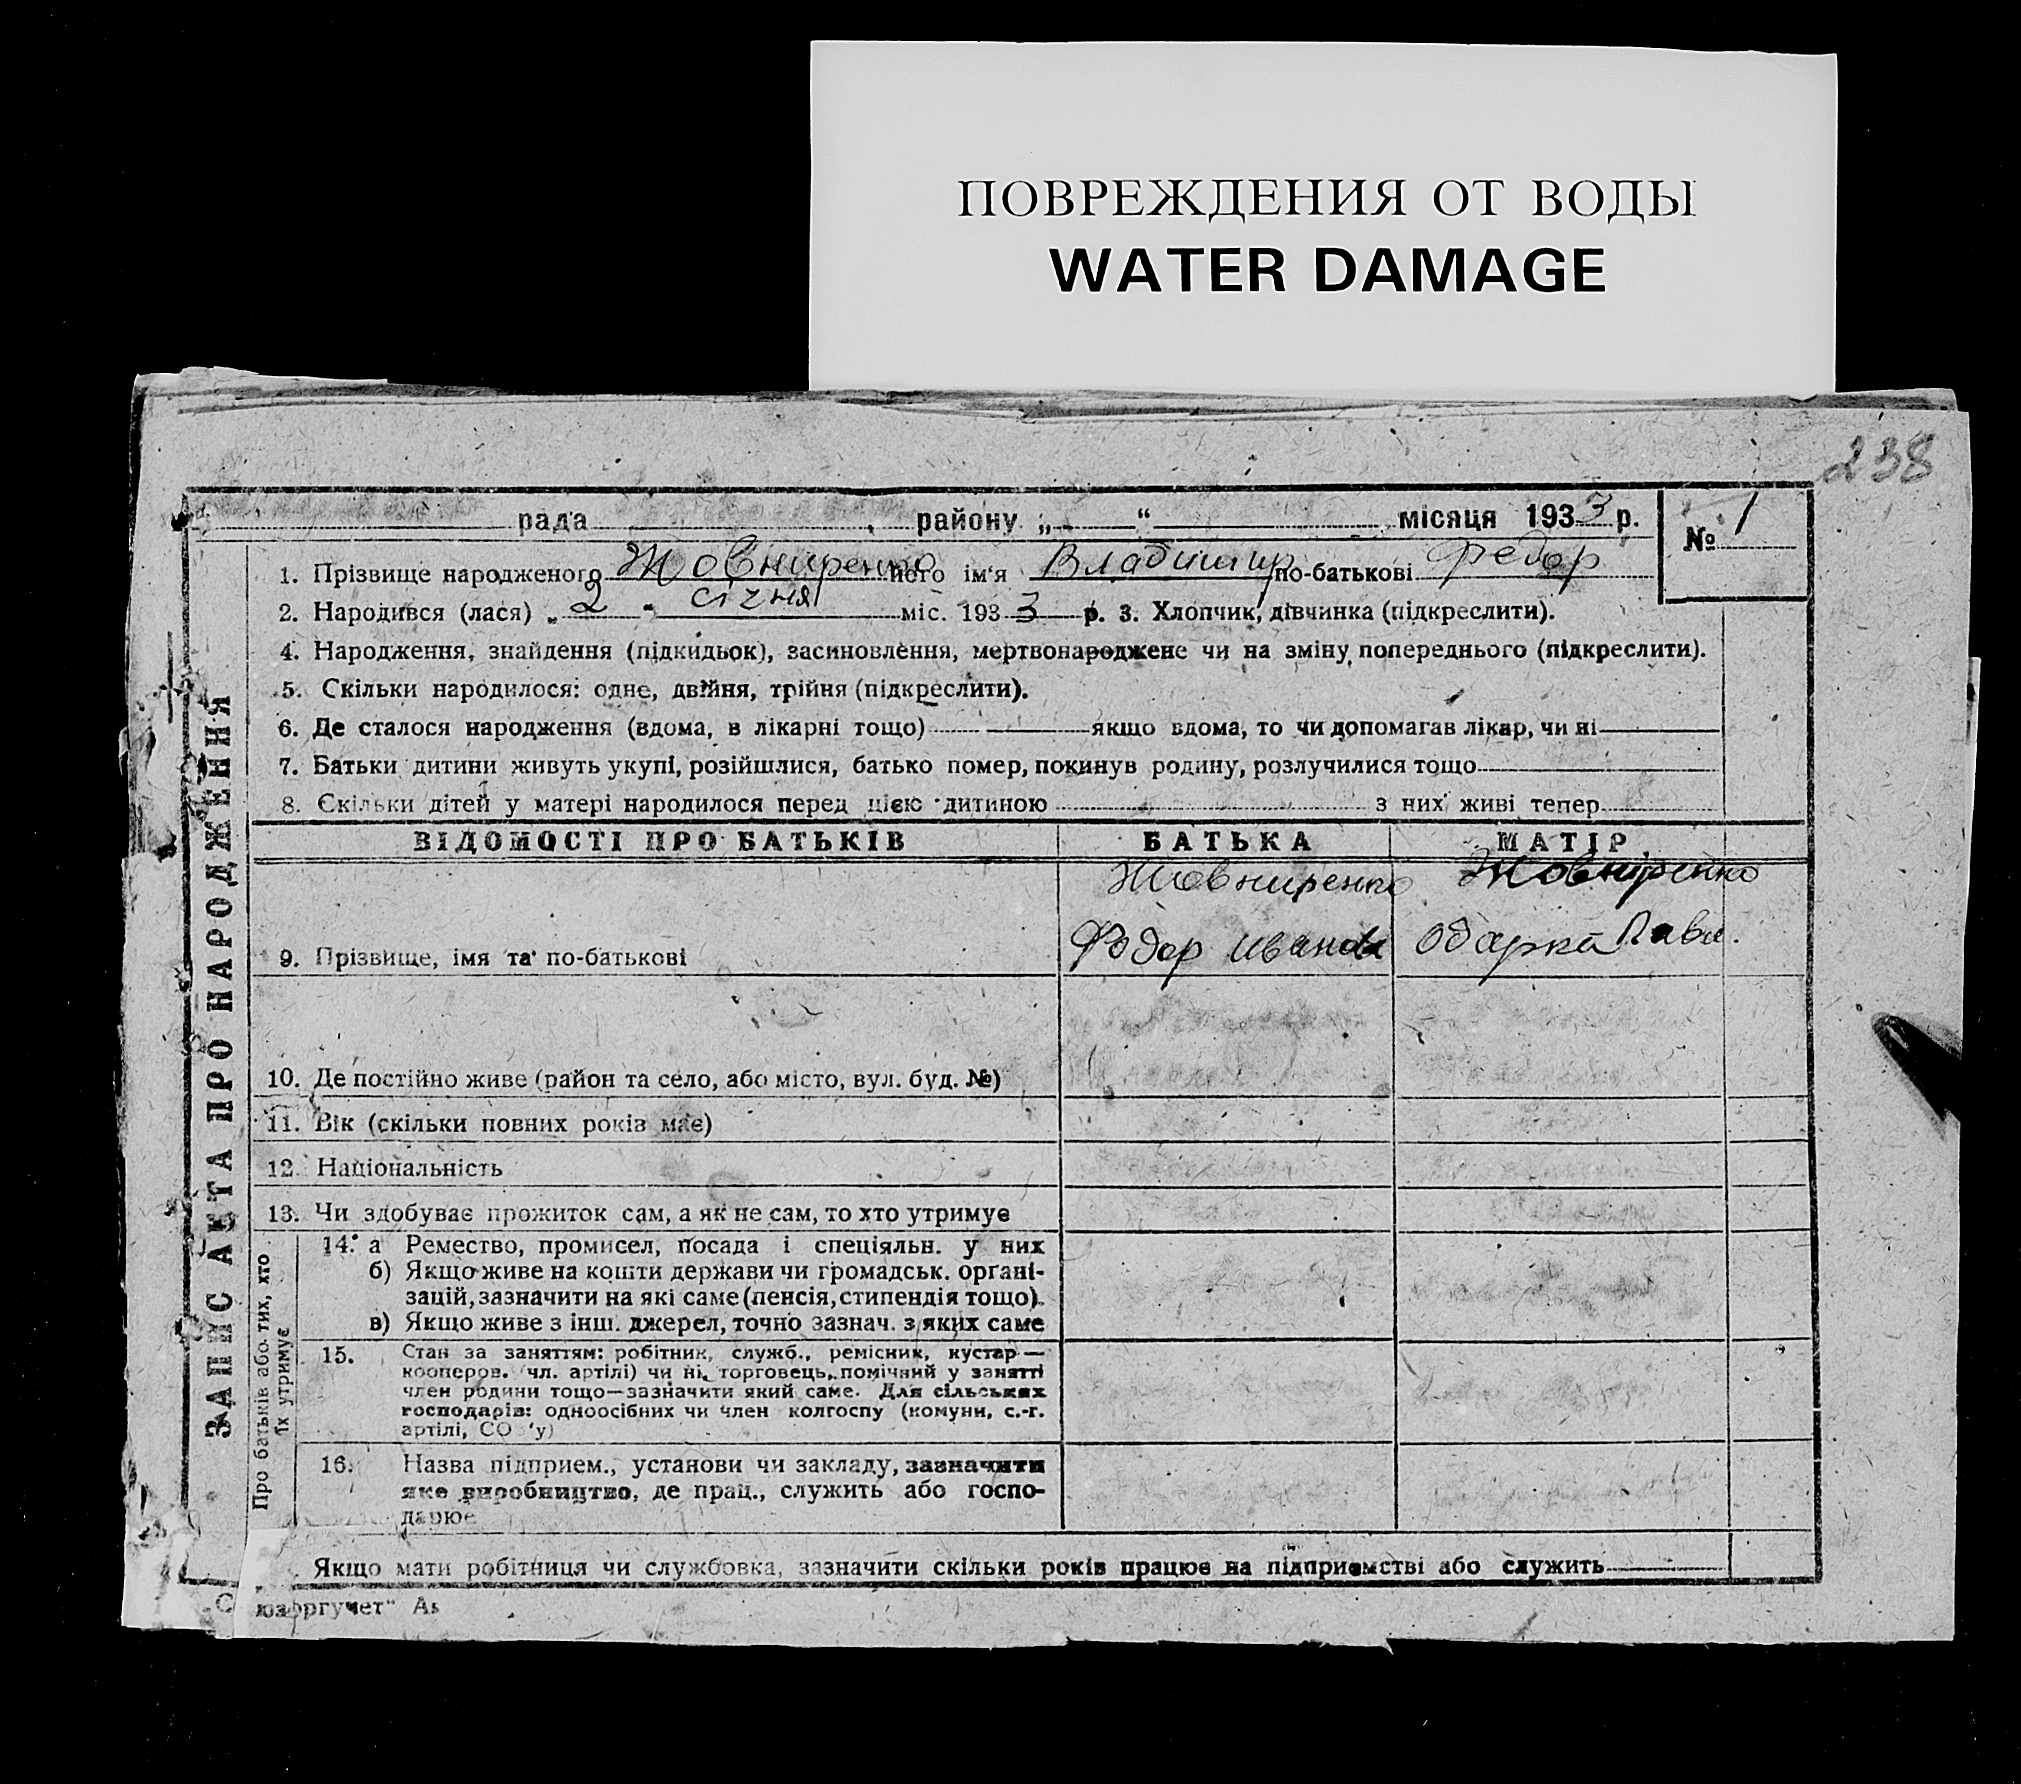 ПОВРЕЖДЕНИЯ ОТ ВОДЫ
WATER DAMAGE
238
рада району „ “ місяця 1933 р. № 1
1. Прізвище народженого Жовниренко його ім‘я Владимир по-батькові Федор
2. Народився (лася) „ 2 “ січня міс. 1933 р. 3. Хлопчик, дівчинка (підкреслити).
4. Народження, знайдення (підкидьок), засиновлення, мертвонароджене чи на зміну попереднього (підкреслити).
5. Скільки народилося: одне, двійня, трійня (підкреслити).
6. Де сталося народження (вдома, в лікарні тощо) якщо вдома, то чи допомагав лікар, чи ні
7. Батьки дитини живуть укупі, розійшлися, батько помер, покинув родину, розлучилися тощо
8. Скільки дітей у матері народилося перед цією дитиною з них живі тепер
ЗАПИС АКТА ПРО НАРОДЖЕННЯ
ВІДОМОСТІ ПРО БАТЬКІВ БАТЬКА МАТІР
Жовниренко Жовніренко
9. Прізвище, імя та по-батькові Федор Иванов Одарка Павл.
10. Де постійно живе (район та село, або місто, вул. буд. №)
11. Вік (скільки повних років має)
12. Національність
13. Чи здобуває прожиток сам, а як не сам, то хто утримує
Про батьків або тих, хто
їх утримує
14. а Ремество, промисел, посада і спеціяльн. у них
б) Якщо живе на кошти держави чи громадськ. органі-
зацій, зазначити на які саме (пенсія, стипендія тощо).
в) Якщо живе з інш. джерел, точно зазнач. з яких саме
15. Стан за заняттям: робітник, служб., ремісник, кустар—
кооперов. чл. артілі) чи ні, торговець, помічний у занятті
член родини тощо—зазначити який саме. Для сільських
господарів: одноосібних чи член колгоспу (комуни, с.-г.
артілі, СО у)
16. Назва підприєм., установи чи закладу, зазначити
яке виробництво, де прац., служить або госпо-
дарює
Якщо мати робітниця чи службовка, зазначити скільки років працює на підприємстві або служить
С юзоргучет"